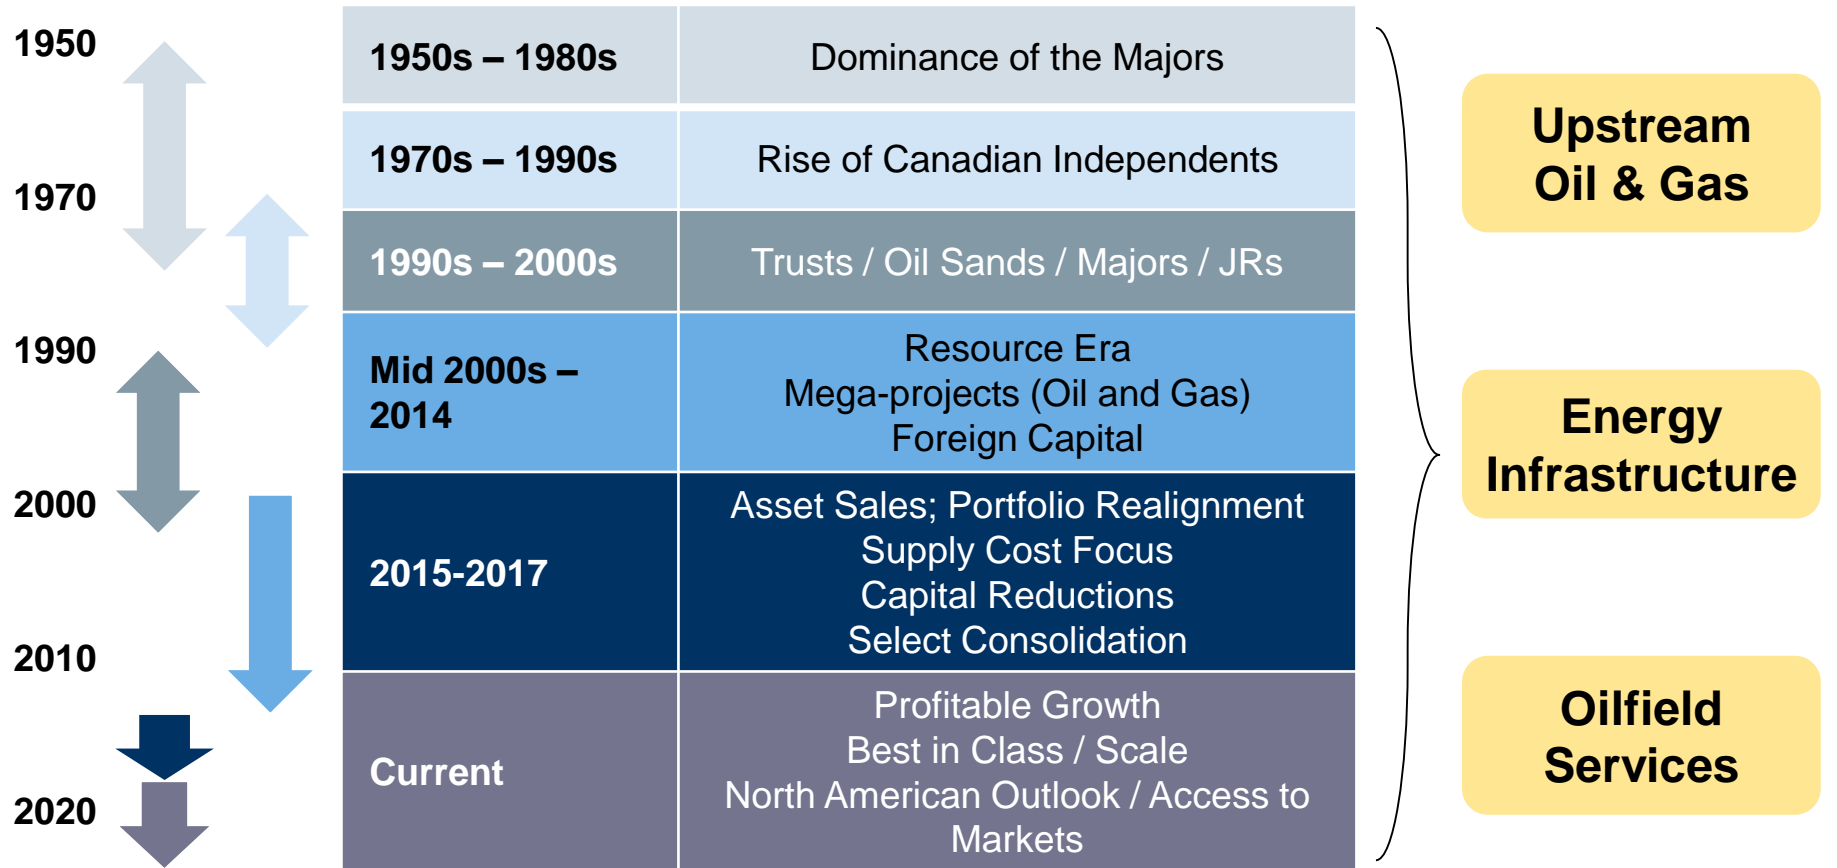 1950
1970
1990
2000
2010
2020
1950s – 1980s
Dominance of the Majors
1970s – 1990s
Rise of Canadian Independents
1990s – 2000s
Trusts / Oil Sands / Majors / JRs
Mid 2000s –
2014
Resource Era
Mega-projects (Oil and Gas)
Foreign Capital
2015-2017
Asset Sales; Portfolio Realignment
Supply Cost Focus
Capital Reductions
Select Consolidation
Current
Profitable Growth
Best in Class / Scale
North American Outlook / Access to
Markets
Upstream
Oil & Gas
Energy
Infrastructure
Oilfield
Services